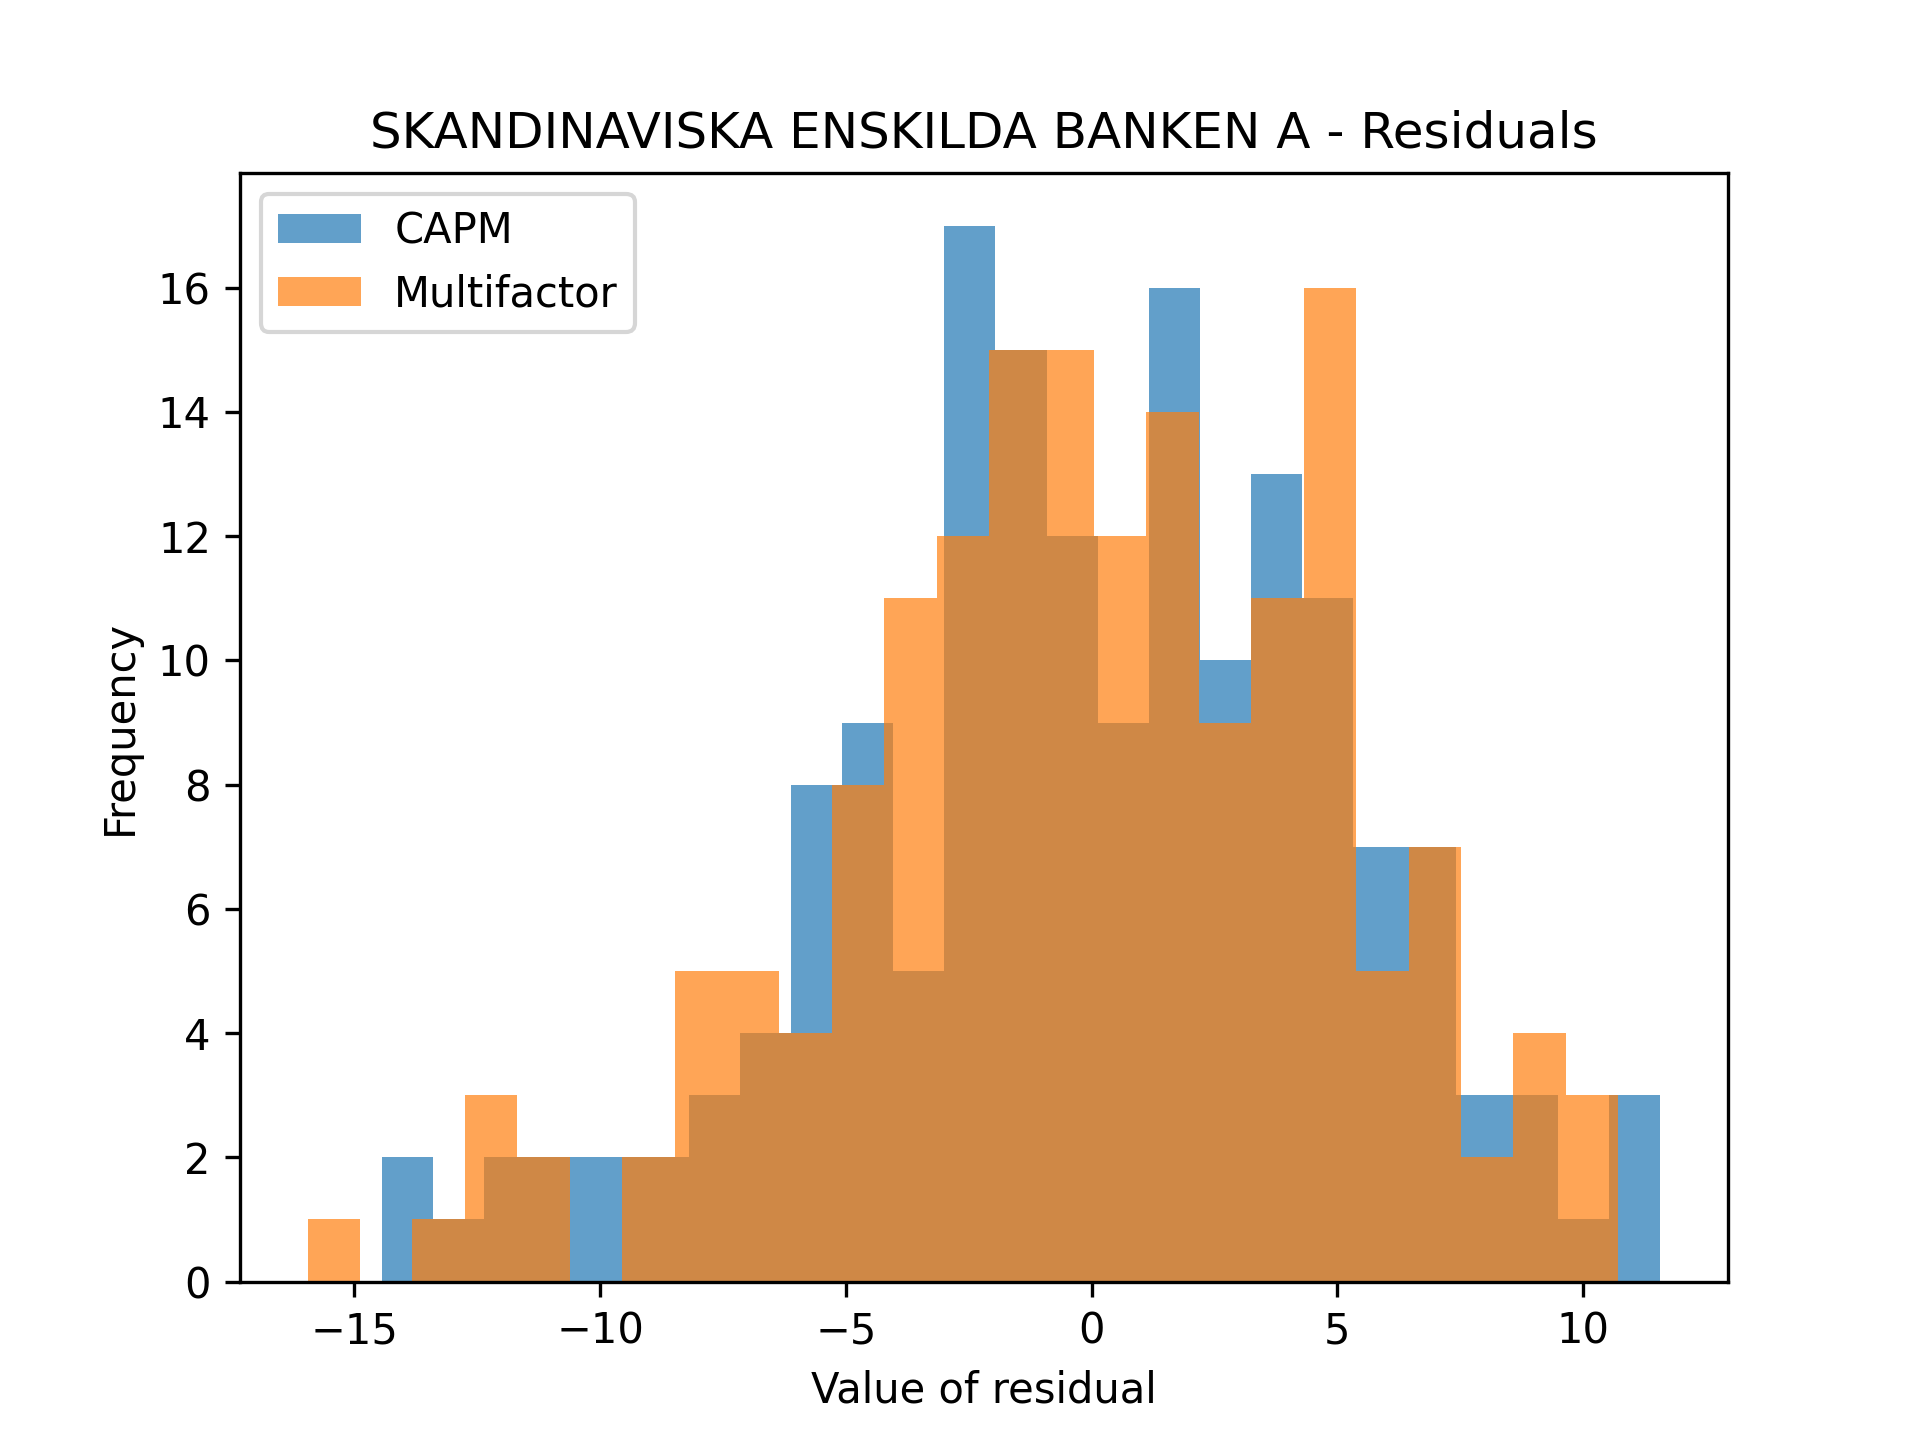 SKANDINAVISKA ENSKILDA BANKEN A - Residuals
CAPM
Multifactor
Frequency
16
14
12
10
8
6
4
2
0
−15 −10 −5 0 5 10
Value of residual